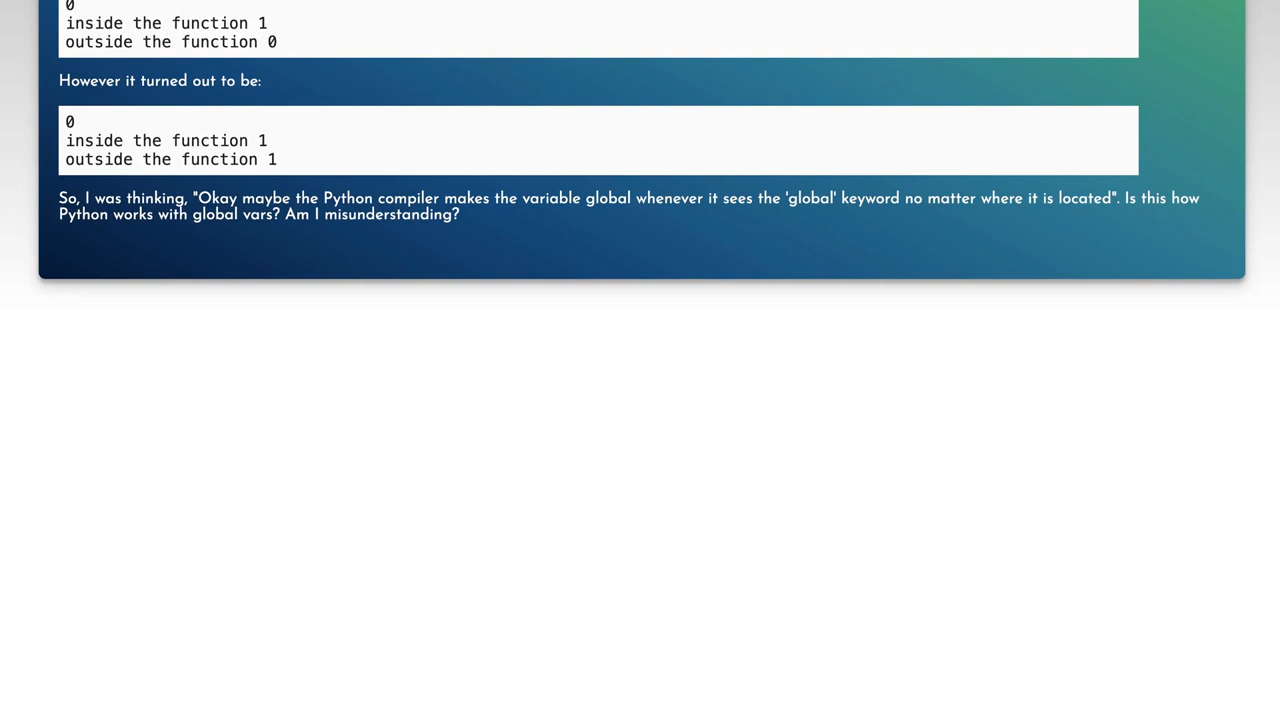 0
inside the function 1
outside the function 0
However it turned out to be:
0
inside the function 1
outside the function 1
So, I was thinking, "Okay maybe the Python compiler makes the variable global whenever it sees the 'global' keyword no matter where it is located". Is this how
Python works with global vars? Am I misunderstanding?